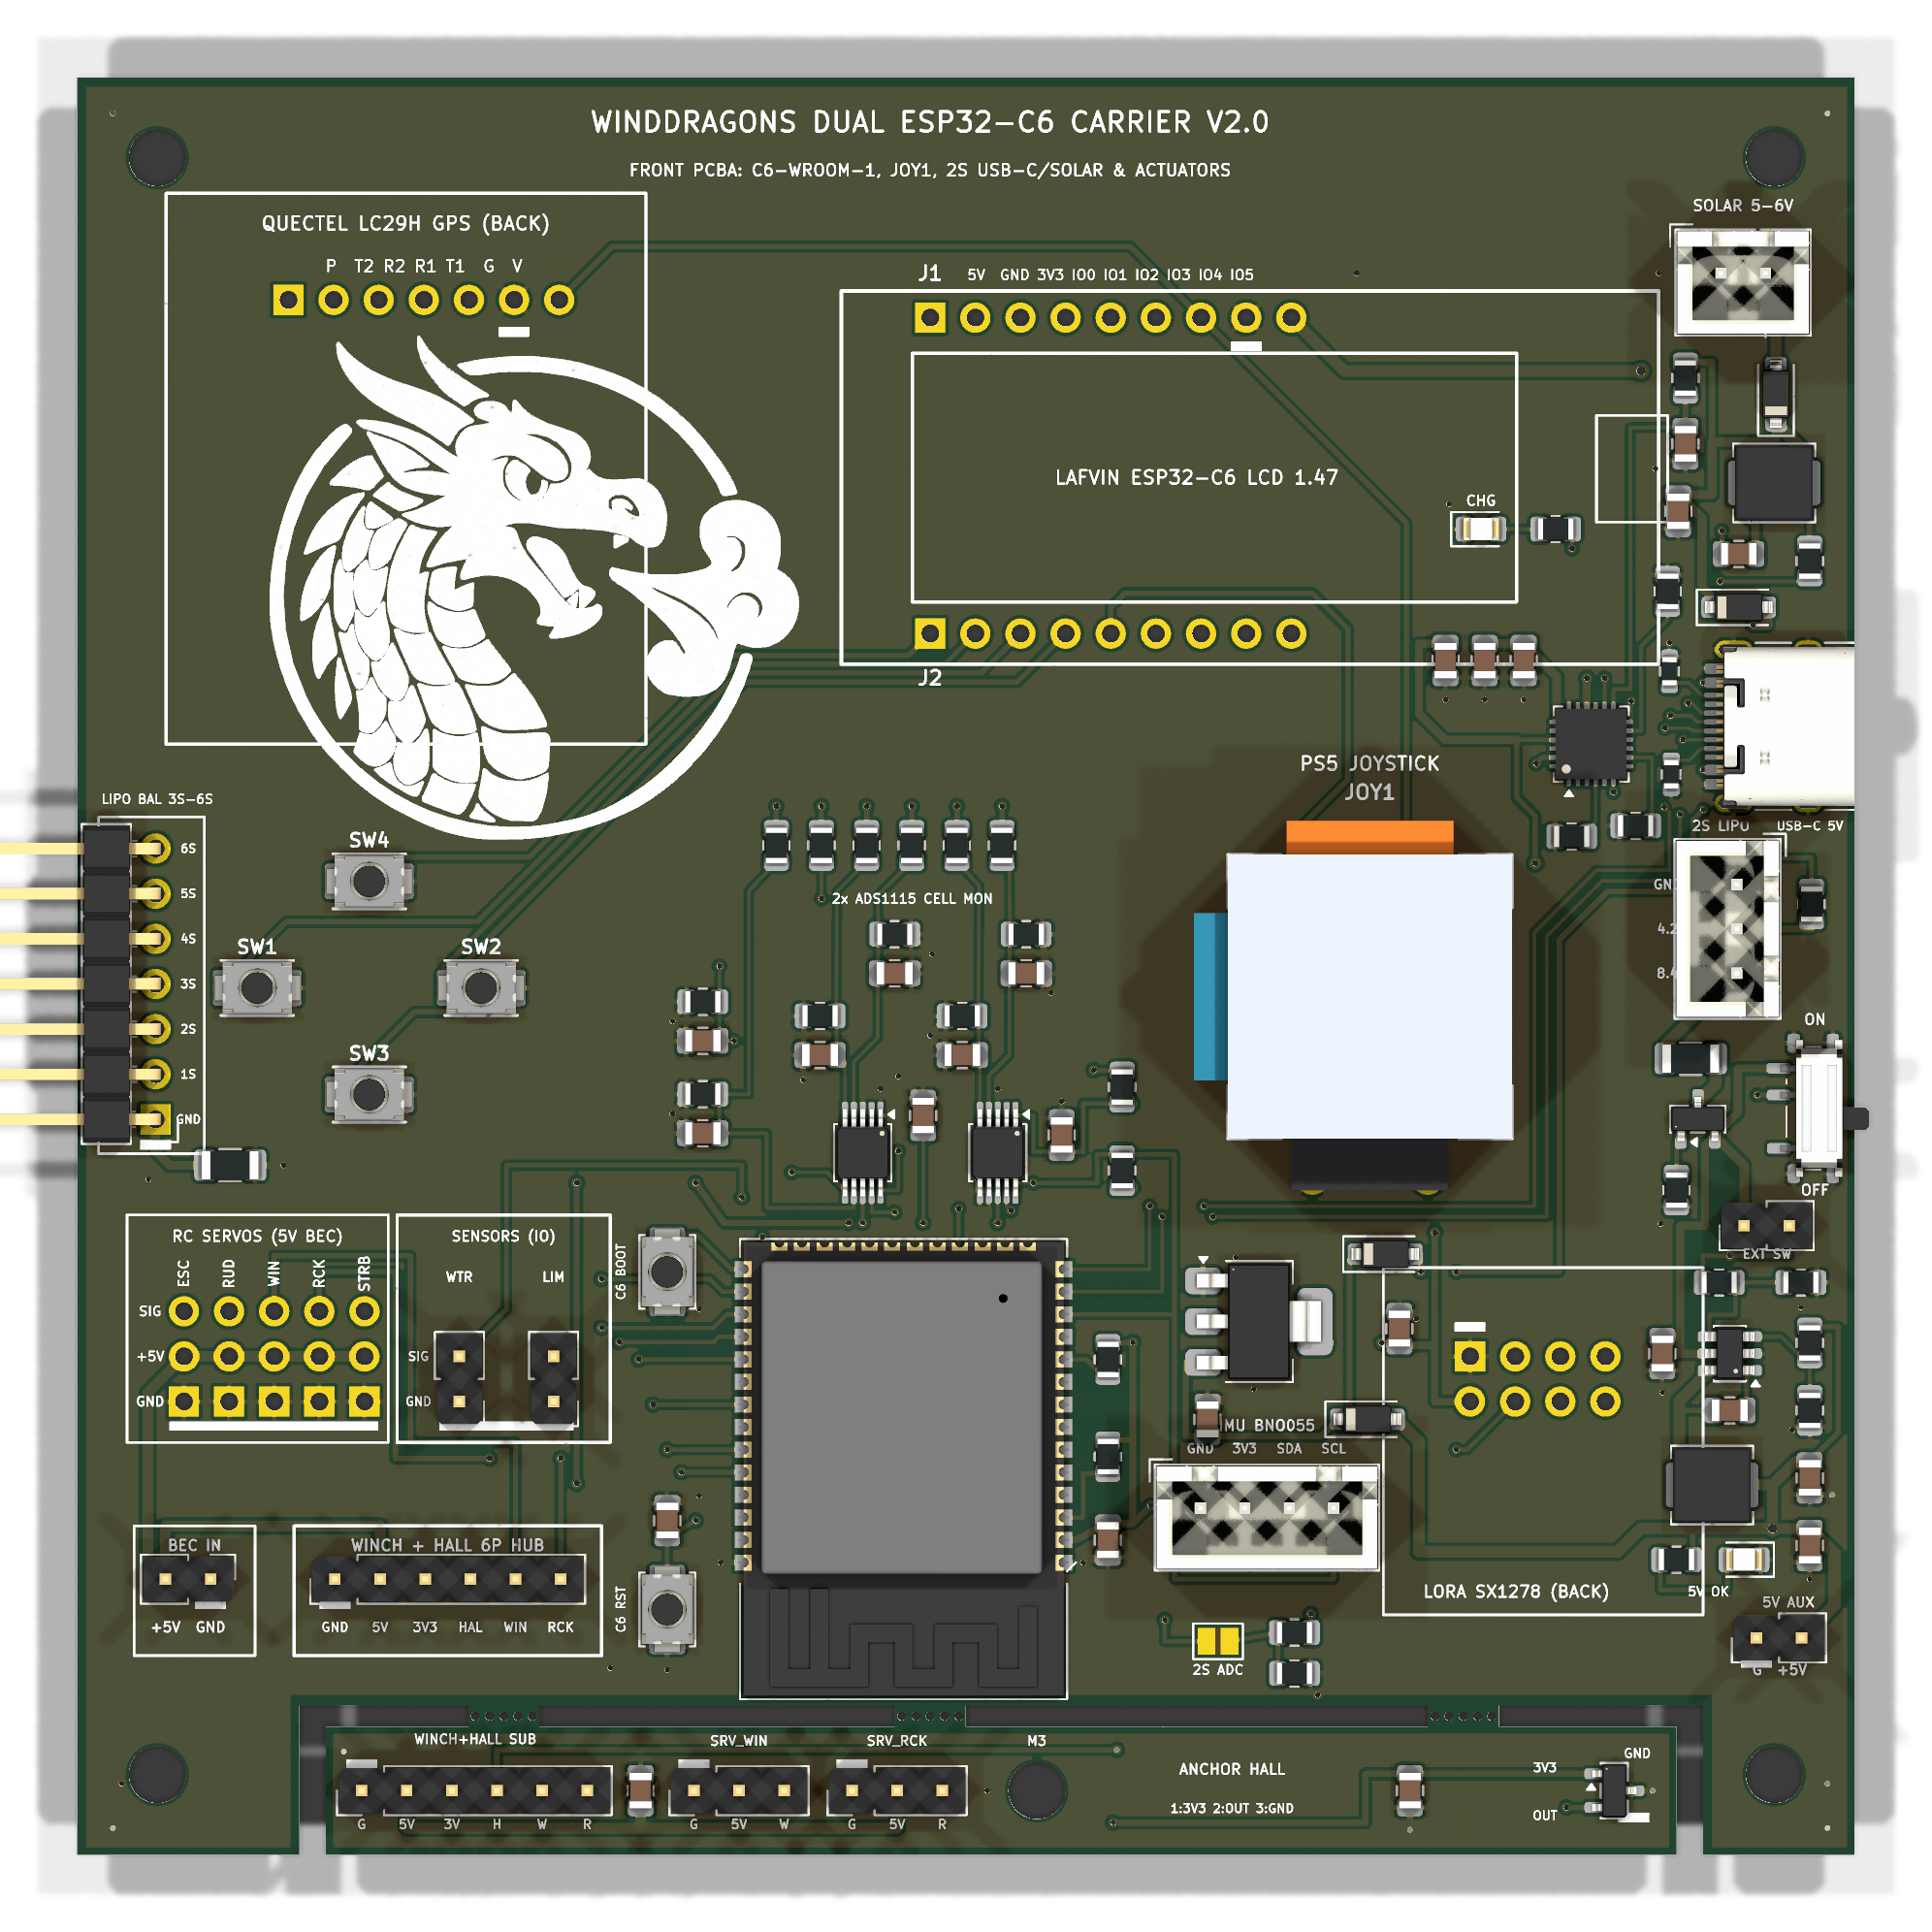 WINDDRAGONS DUAL ESP32-C6 CARRIER V2.0
FRONT PCBA: C6-WROOM-1, JOY1, 2S USB-C/SOLAR & ACTUATORS
SOLAR 5-6V
QUECTEL LC29H GPS (BACK)
P T2 R2 R1 T1 G V
J1 5V GND 3V3 IO0 IO1 IO2 IO3 IO4 IO5
LAFVIN ESP32-C6 LCD 1.47
CHG
J2
PS5 JOYSTICK
JOY1
LIPO BAL 3S-6S
6S
5S
4S
3S
2S
1S
GND
SW4
SW1
SW2
SW3
2x ADS1115 CELL MON
2S LIPO
USB-C 5V
GN
4.2
8.4
ON
OFF
EXT SW
RC SERVOS (5V BEC)
ESC
RUD
WIN
RCK
STRB
SIG
+5V
GND
SENSORS (IO)
WTR LIM
SIG
GND
C6 BOOT
C6 RST
MU BNO055
GND 3V3 SDA SCL
BEC IN
+5V GND
WINCH + HALL 6P HUB
GND 5V 3V3 HAL WIN RCK
2S ADC
LORA SX1278 (BACK)
5V OK
5V AUX
G +5V
WINCH+HALL SUB
G 5V 3V H W R
SRV_WIN
G 5V W
SRV_RCK
G 5V R
M3
ANCHOR HALL
1:3V3 2:OUT 3:GND
3V3
GND
OUT